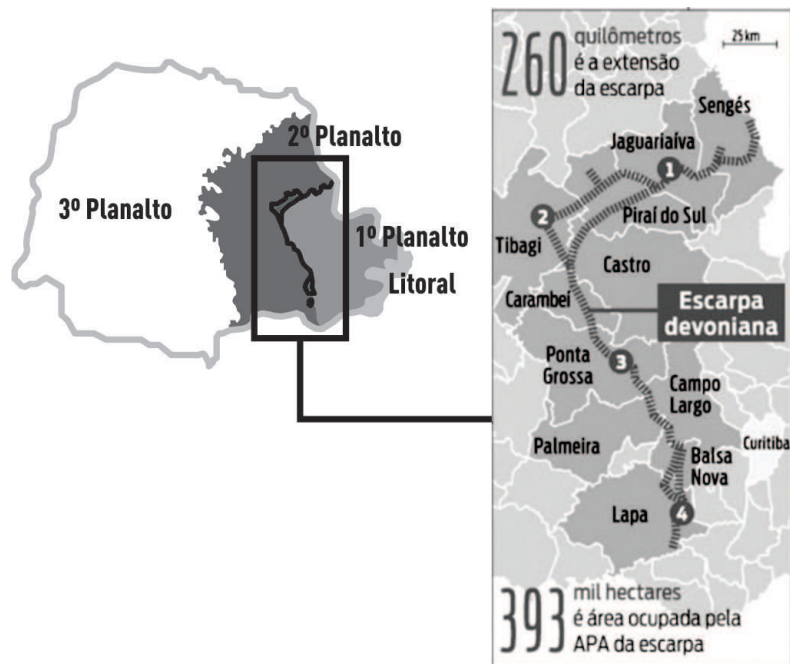 2º Planalto
3º Planalto
1º Planalto
Litoral
260 quilômetros
é a extensão
da escarpa
25 km
Sengés
Jaguariaíva
1
2
Piraí do Sul
Tibagi
Castro
Carambeí
Escarpa
devoniana
Ponta
Grossa
3
Campo
Largo
Curitiba
Palmeira
Balsa
Nova
Lapa
4
393 mil hectares
é área ocupada pela
APA da escarpa